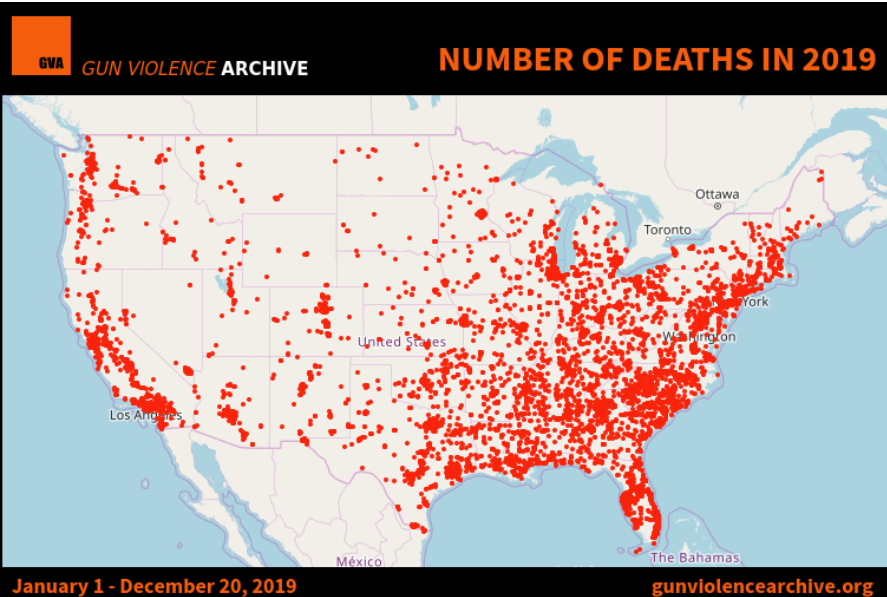 GVA
GUN VIOLENCE ARCHIVE
NUMBER OF DEATHS IN 2019
Ottawa
Toronto
York
United States
Washington
Los Angeles
México
The Bahamas
January 1 - December 20, 2019
gunviolencearchive.org